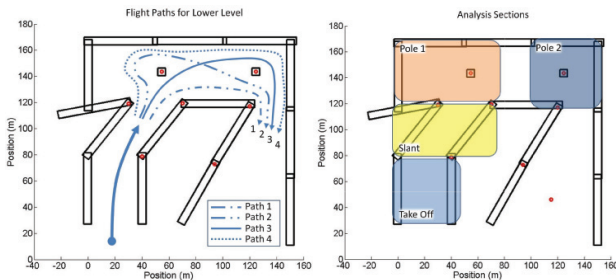 Flight Paths for Lower Level
180
160
140
120
100
80
60
40
20
0
Position (m)
1
2
3
4
Path 1
Path 2
Path 3
Path 4
-40 -20 0 20 40 60 80 100 120 140 160
Position (m)
Analysis Sections
180
160
140
120
100
80
60
40
20
0
Position (m)
Pole 1
Pole 2
Slant
Take Off
-40 -20 0 20 40 60 80 100 120 140 160
Position (m)